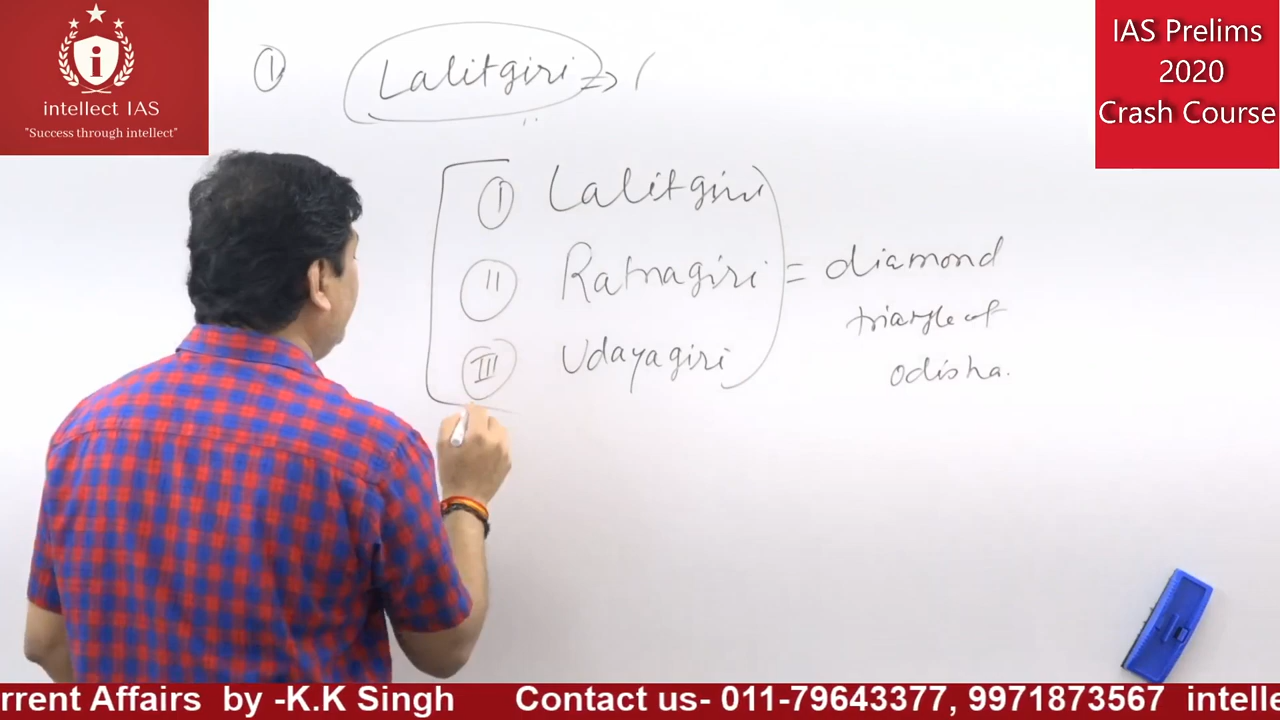 i
intellect IAS
"Success through intellect"
IAS Prelims
2020
Crash Course
I Lalitgiri => (
I Lalitgiri
II Ratnagiri = diamond
triangle of
III Udayagiri
odisha.
rrent Affairs by -K.K Singh Contact us- 011-79643377, 9971873567 intelle